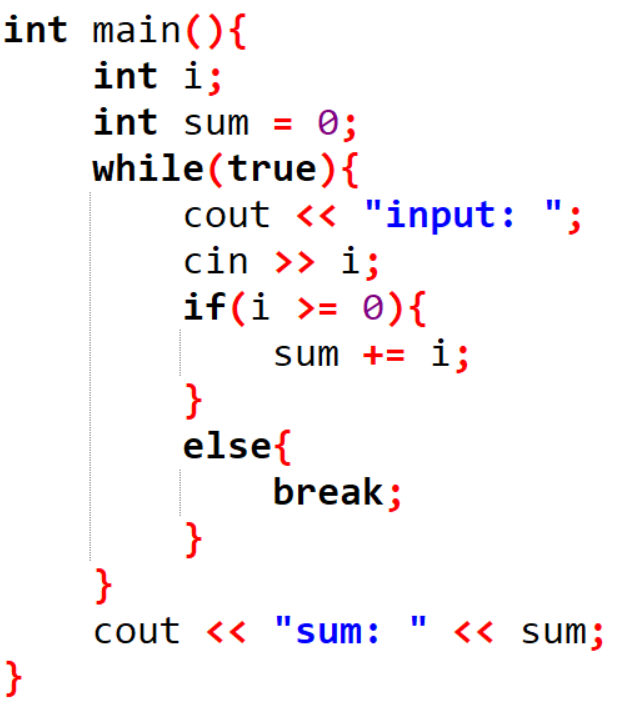 int main(){
    int i;
    int sum = 0;
    while(true){
        cout << "input: ";
        cin >> i;
        if(i >= 0){
            sum += i;
        }
        else{
            break;
        }
    }
    cout << "sum: " << sum;
}